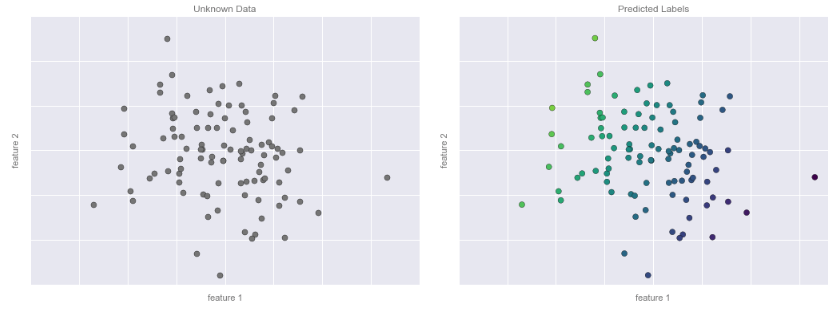 Unknown Data
Predicted Labels
feature 2
feature 2
feature 1
feature 1